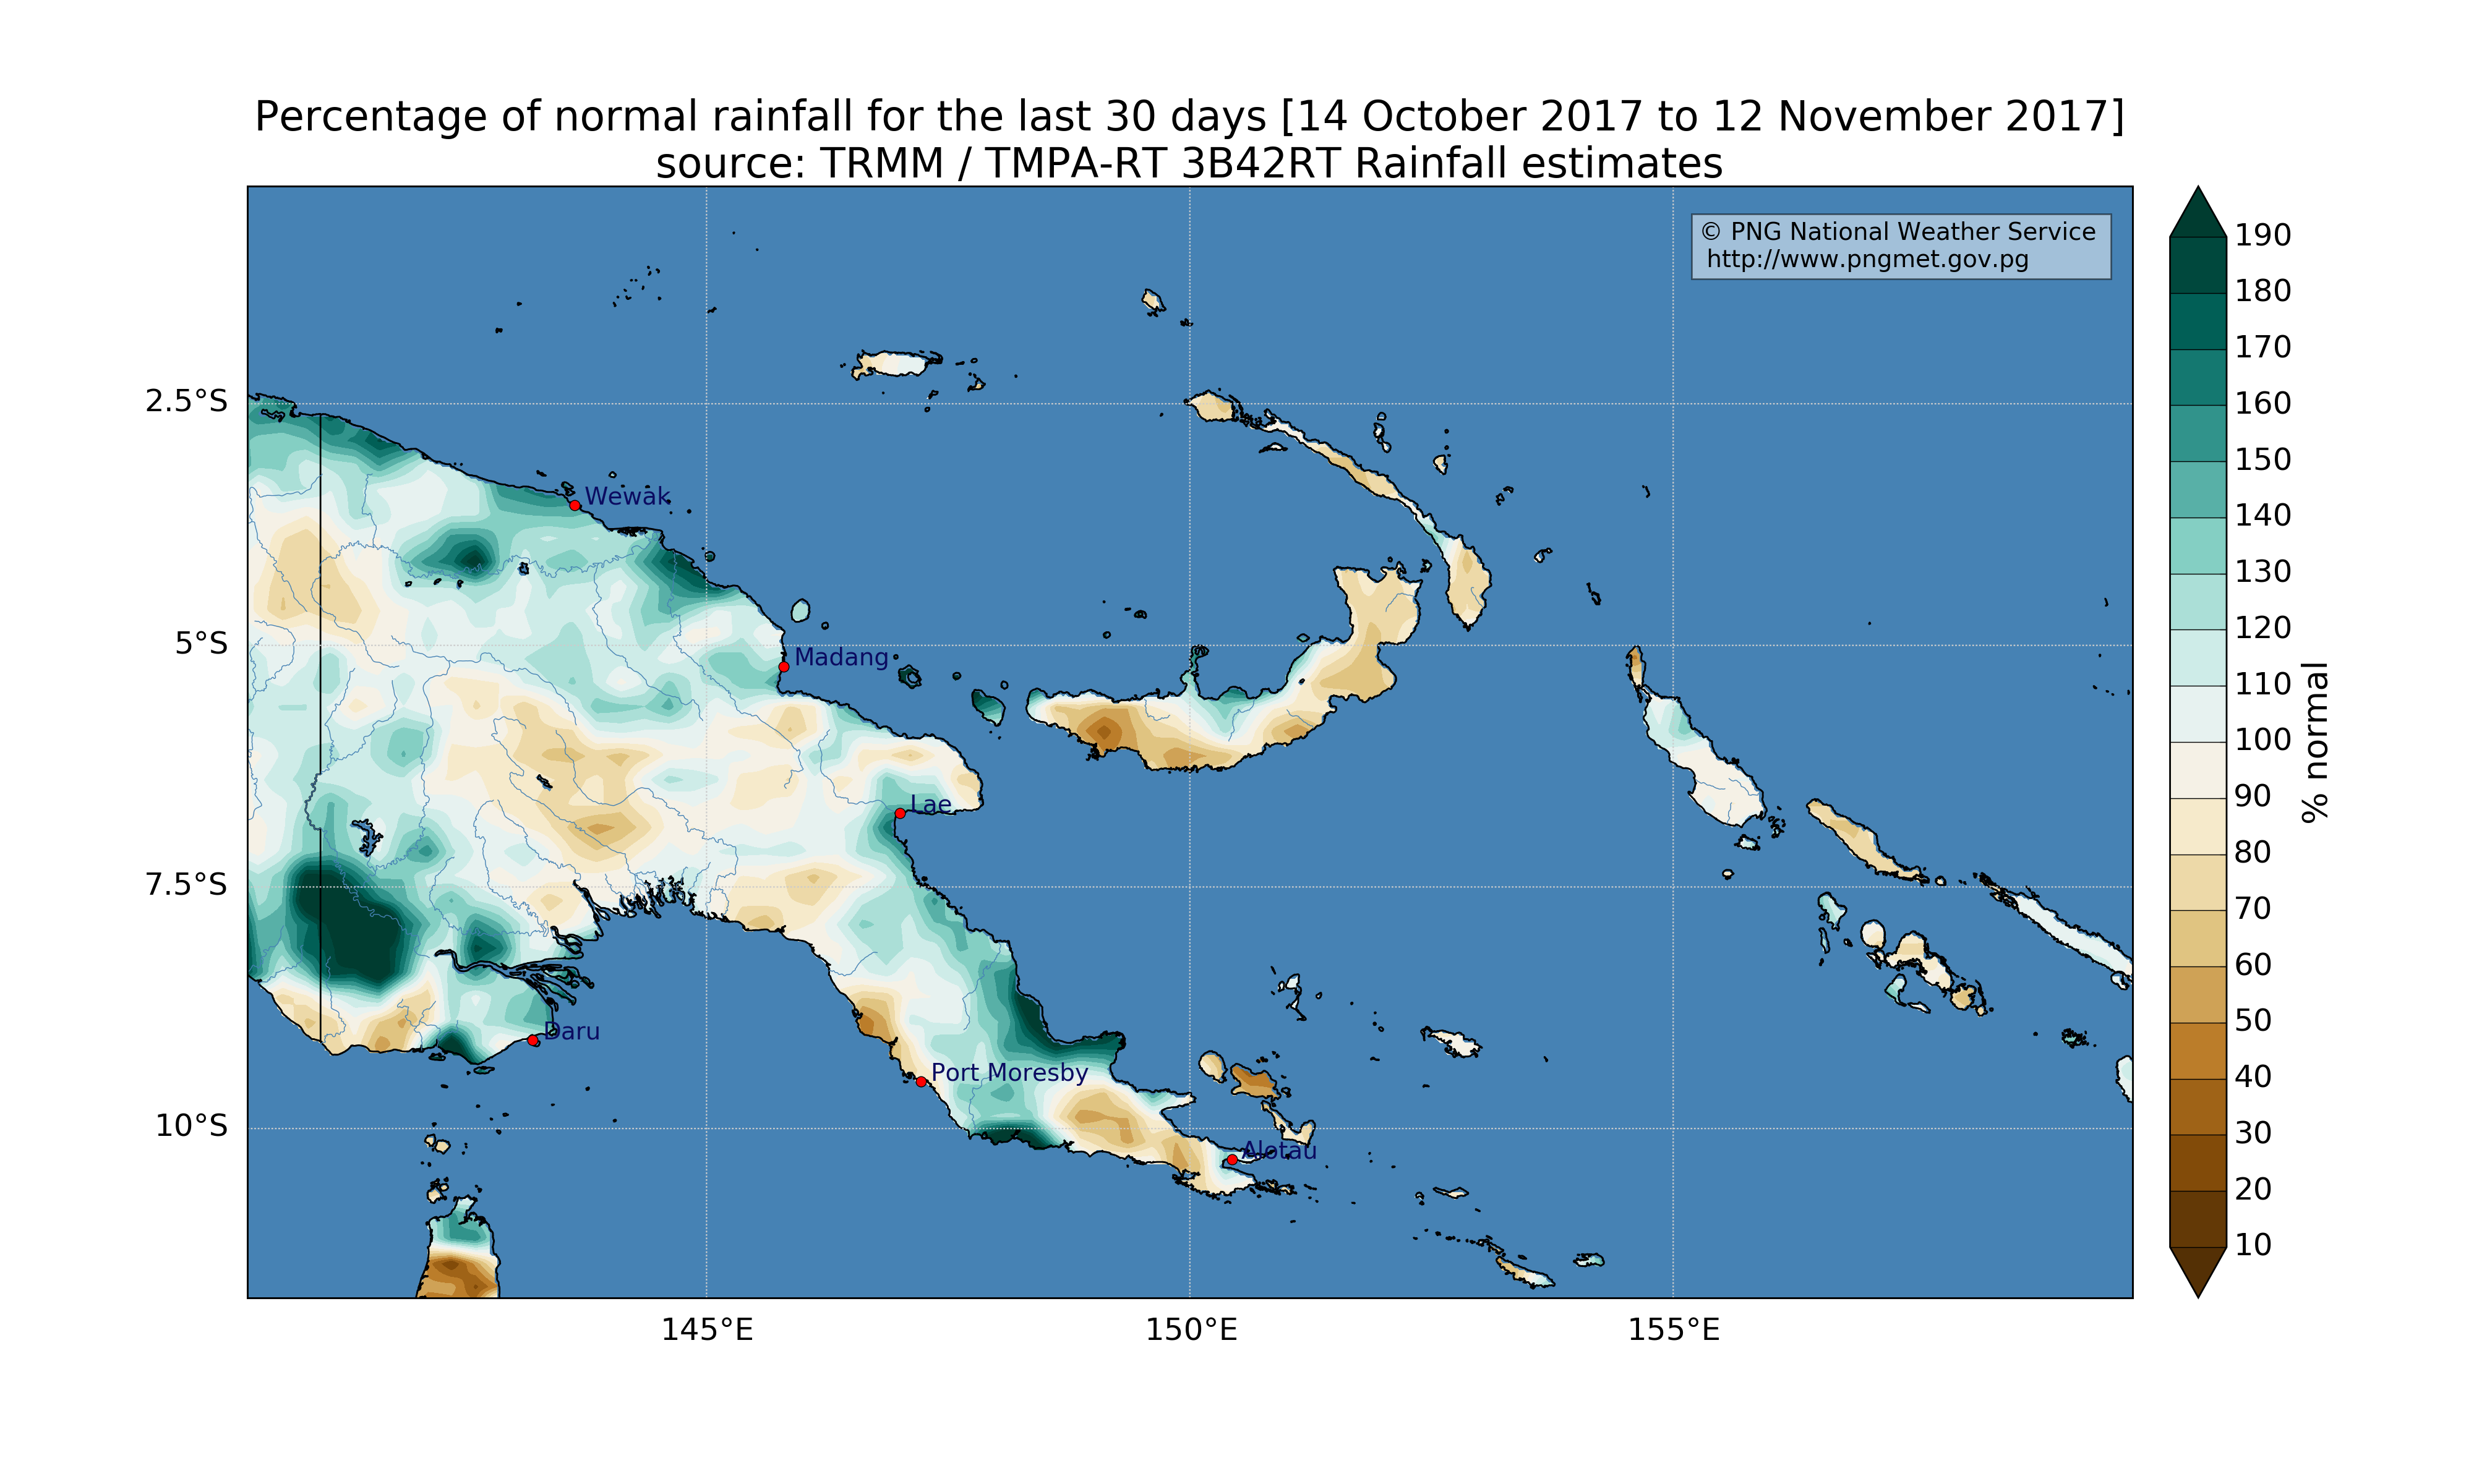 Percentage of normal rainfall for the last 30 days [14 October 2017 to 12 November 2017]
source: TRMM / TMPA-RT 3B42RT Rainfall estimates
© PNG National Weather Service
http://www.pngmet.gov.pg
2.5°S
5°S
7.5°S
10°S
145°E
150°E
155°E
Wewak
Madang
Lae
Daru
Port Moresby
Alotau
190
180
170
160
150
140
130
120
110
100
90
80
70
60
50
40
30
20
10
% normal